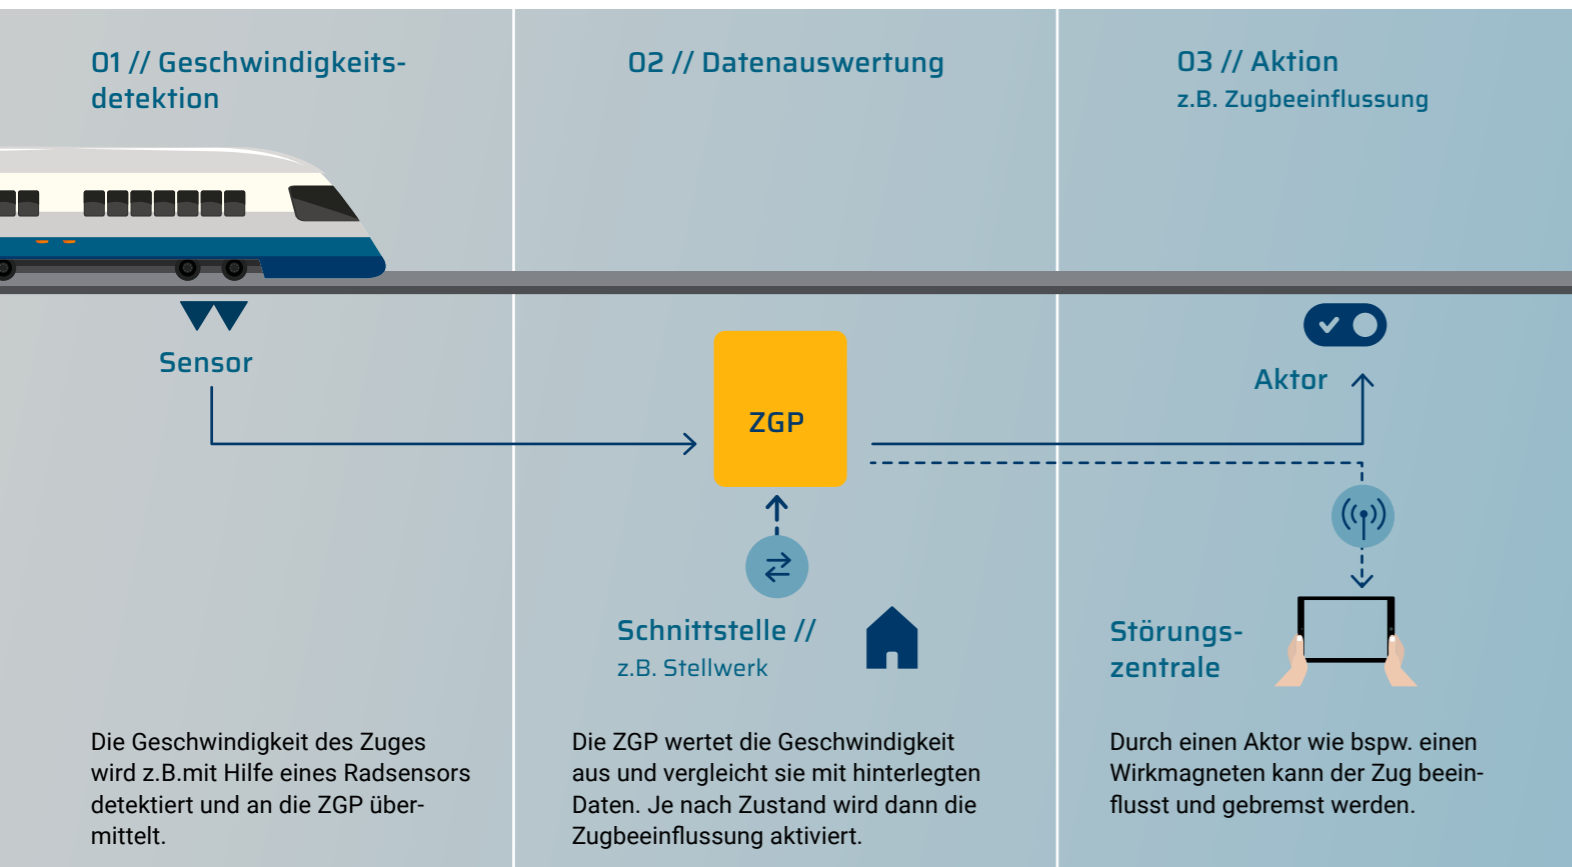 01 // Geschwindigkeits-
detektion
02 // Datenauswertung
03 // Aktion
z.B. Zugbeeinflussung
Sensor
ZGP
Aktor
Schnittstelle //
z.B. Stellwerk
Störungs-
zentrale
Die Geschwindigkeit des Zuges
wird z.B.mit Hilfe eines Radsensors
detektiert und an die ZGP über-
mittelt.
Die ZGP wertet die Geschwindigkeit
aus und vergleicht sie mit hinterlegten
Daten. Je nach Zustand wird dann die
Zugbeeinflussung aktiviert.
Durch einen Aktor wie bspw. einen
Wirkmagneten kann der Zug beein-
flusst und gebremst werden.